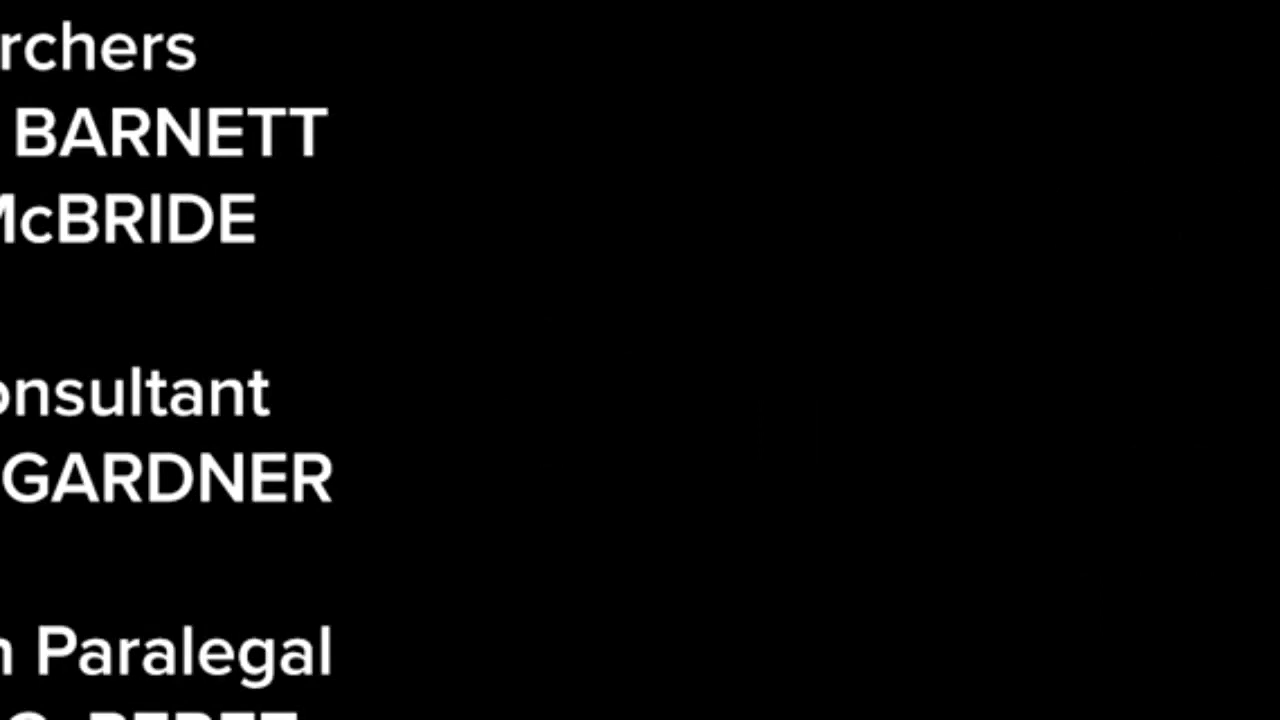 rchers
BARNETT
McBRIDE
onsultant
GARDNER
n Paralegal